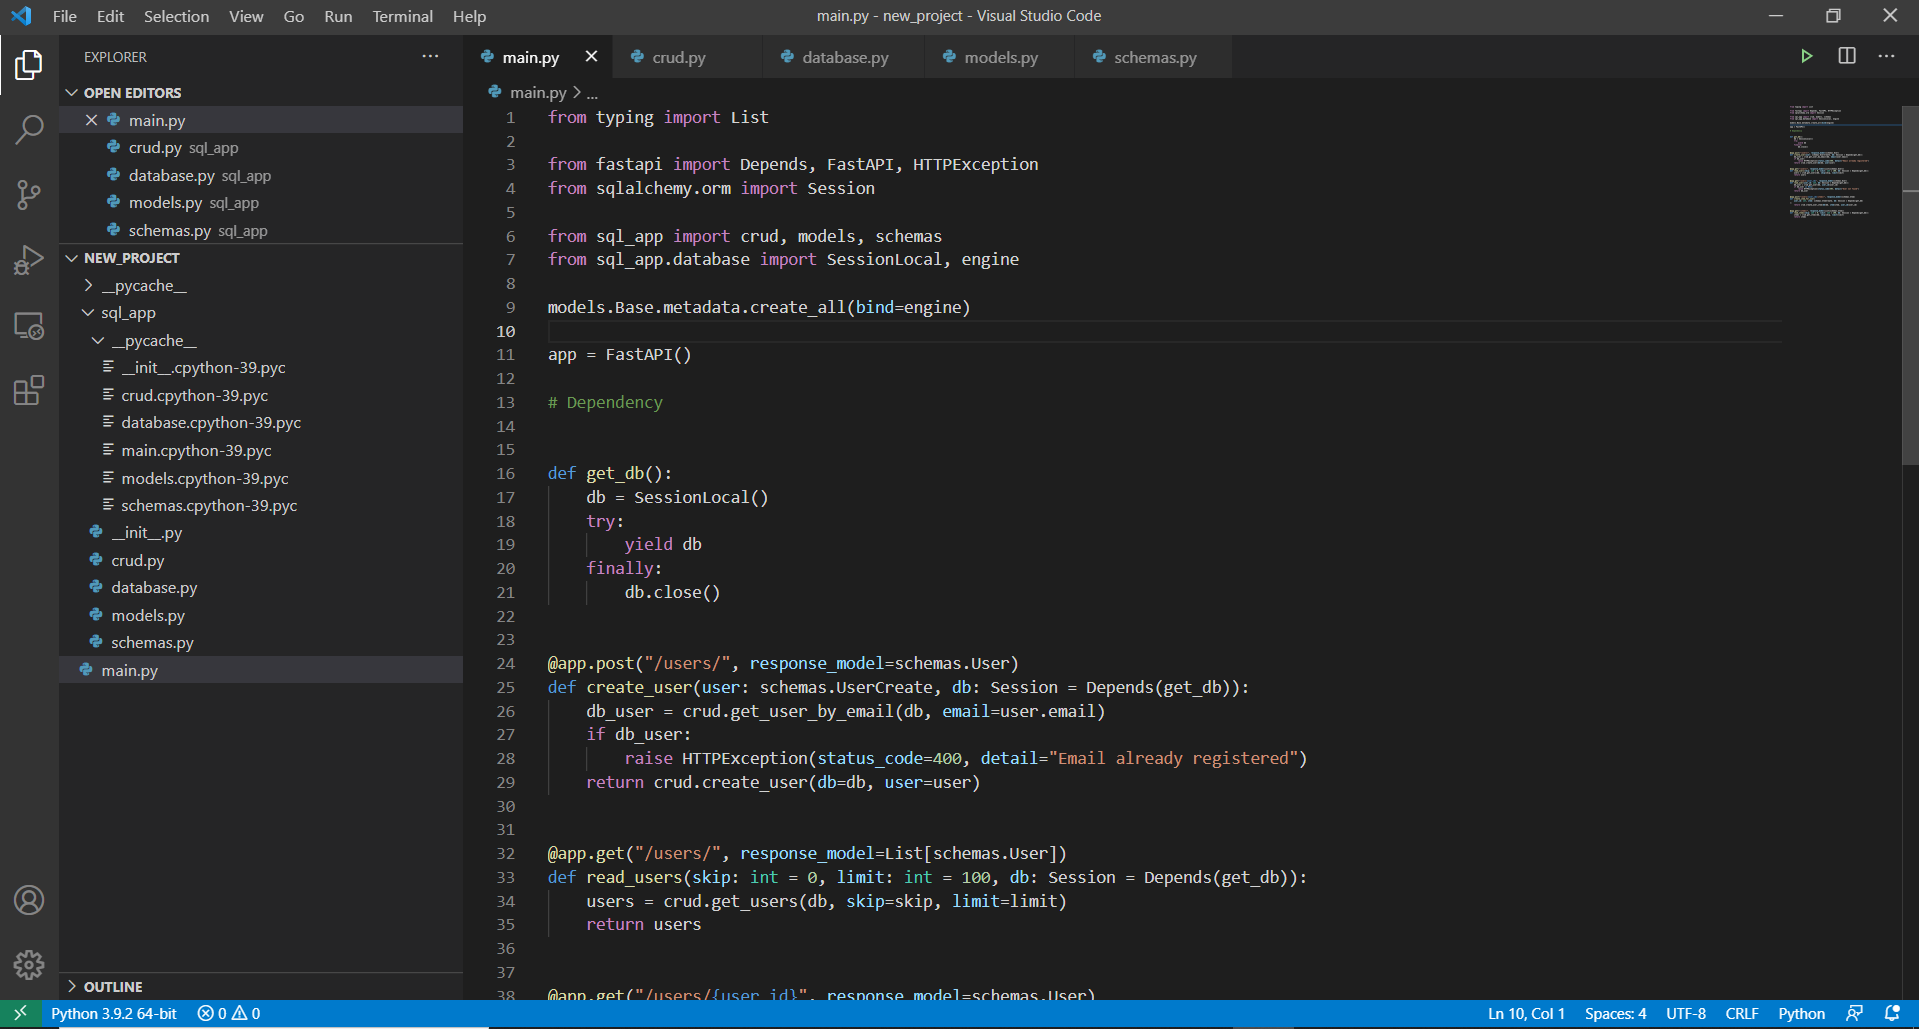 File Edit Selection View Go Run Terminal Help
main.py - new_project - Visual Studio Code
EXPLORER
OPEN EDITORS
main.py
crud.py sql_app
database.py sql_app
models.py sql_app
schemas.py sql_app
NEW_PROJECT
__pycache__
sql_app
__pycache__
__init__.cpython-39.pyc
crud.cpython-39.pyc
database.cpython-39.pyc
main.cpython-39.pyc
models.cpython-39.pyc
schemas.cpython-39.pyc
__init__.py
crud.py
database.py
models.py
schemas.py
main.py
OUTLINE
main.py crud.py database.py models.py schemas.py
main.py > ...
1 from typing import List
2
3 from fastapi import Depends, FastAPI, HTTPException
4 from sqlalchemy.orm import Session
5
6 from sql_app import crud, models, schemas
7 from sql_app.database import SessionLocal, engine
8
9 models.Base.metadata.create_all(bind=engine)
10
11 app = FastAPI()
12
13 # Dependency
14
15
16 def get_db():
17 db = SessionLocal()
18 try:
19 yield db
20 finally:
21 db.close()
22
23
24 @app.post("/users/", response_model=schemas.User)
25 def create_user(user: schemas.UserCreate, db: Session = Depends(get_db)):
26 db_user = crud.get_user_by_email(db, email=user.email)
27 if db_user:
28 raise HTTPException(status_code=400, detail="Email already registered")
29 return crud.create_user(db=db, user=user)
30
31
32 @app.get("/users/", response_model=List[schemas.User])
33 def read_users(skip: int = 0, limit: int = 100, db: Session = Depends(get_db)):
34 users = crud.get_users(db, skip=skip, limit=limit)
35 return users
36
37
38 @app.get("/users/{user_id}", response_model=schemas.User)
Python 3.9.2 64-bit 0 0 Ln 10, Col 1 Spaces: 4 UTF-8 CRLF Python